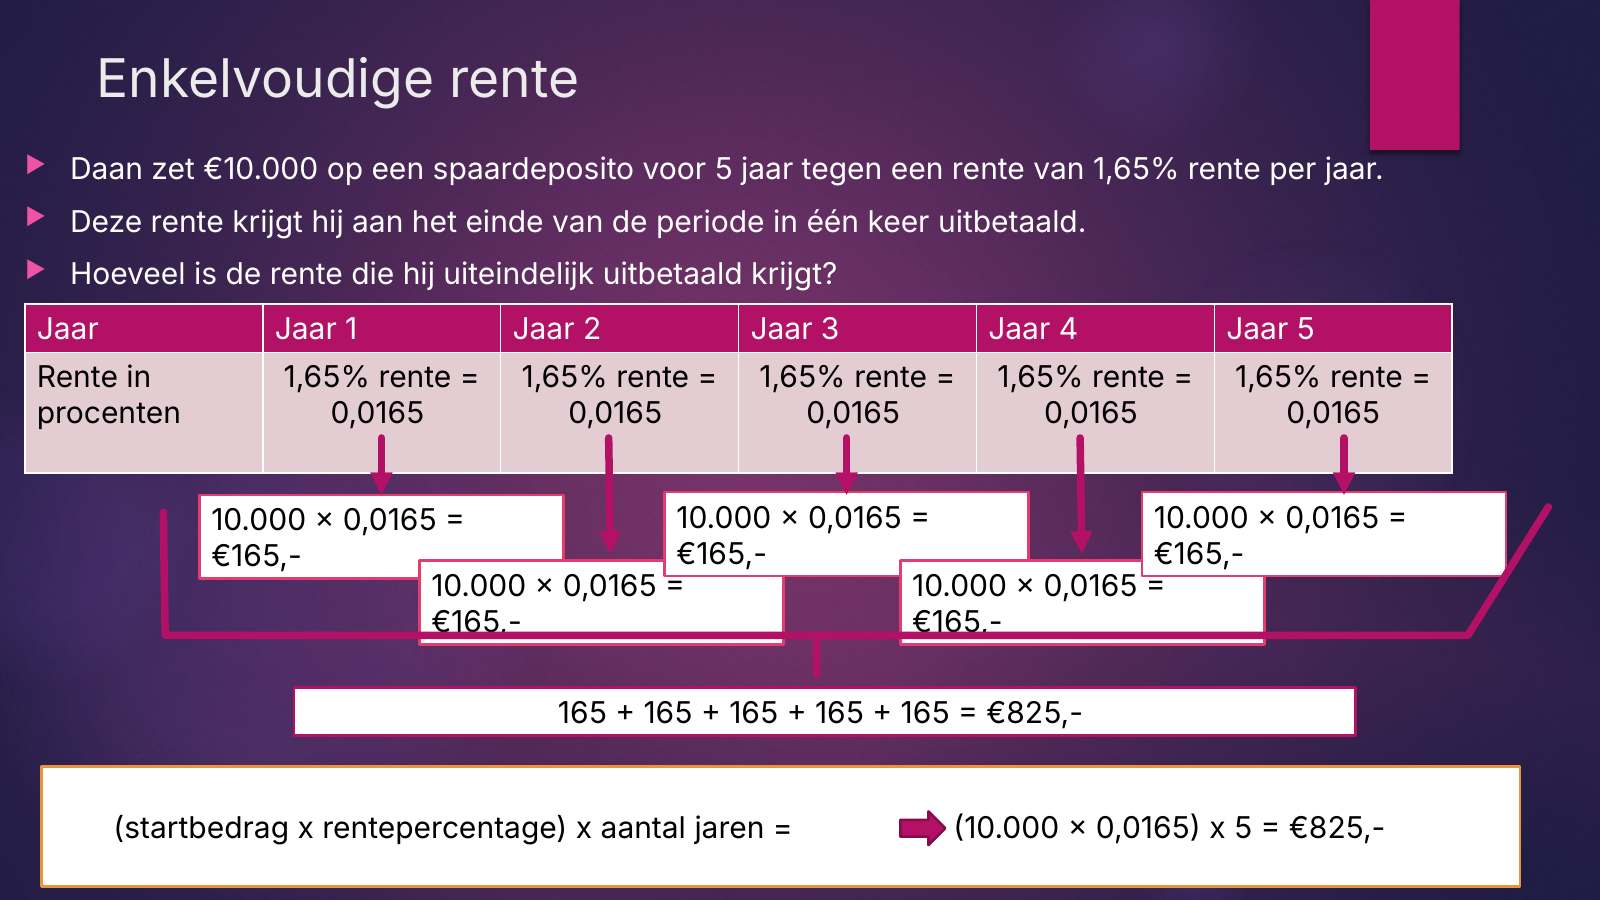 Enkelvoudige rente
Daan zet €10.000 op een spaardeposito voor 5 jaar tegen een rente van 1,65% rente per jaar.
Deze rente krijgt hij aan het einde van de periode in één keer uitbetaald.
Hoeveel is de rente die hij uiteindelijk uitbetaald krijgt?
Jaar Jaar 1 Jaar 2 Jaar 3 Jaar 4 Jaar 5
Rente in 1,65% rente = 1,65% rente = 1,65% rente = 1,65% rente = 1,65% rente =
procenten 0,0165 0,0165 0,0165 0,0165 0,0165
10.000 × 0,0165 =
€165,-
10.000 × 0,0165 =
€165,-
10.000 × 0,0165 =
€165,-
10.000 × 0,0165 =
€165,-
10.000 × 0,0165 =
€165,-
165 + 165 + 165 + 165 + 165 = €825,-
(startbedrag x rentepercentage) x aantal jaren = (10.000 × 0,0165) x 5 = €825,-